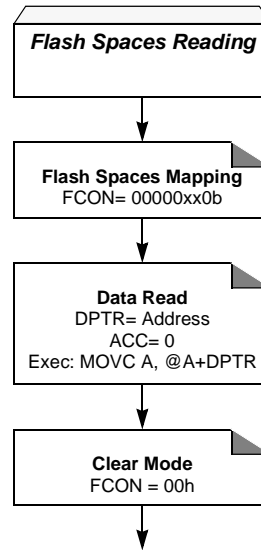 Flash Spaces Reading
Flash Spaces Mapping
FCON= 00000xx0b
Data Read
DPTR= Address
ACC= 0
Exec: MOVC A, @A+DPTR
Clear Mode
FCON = 00h